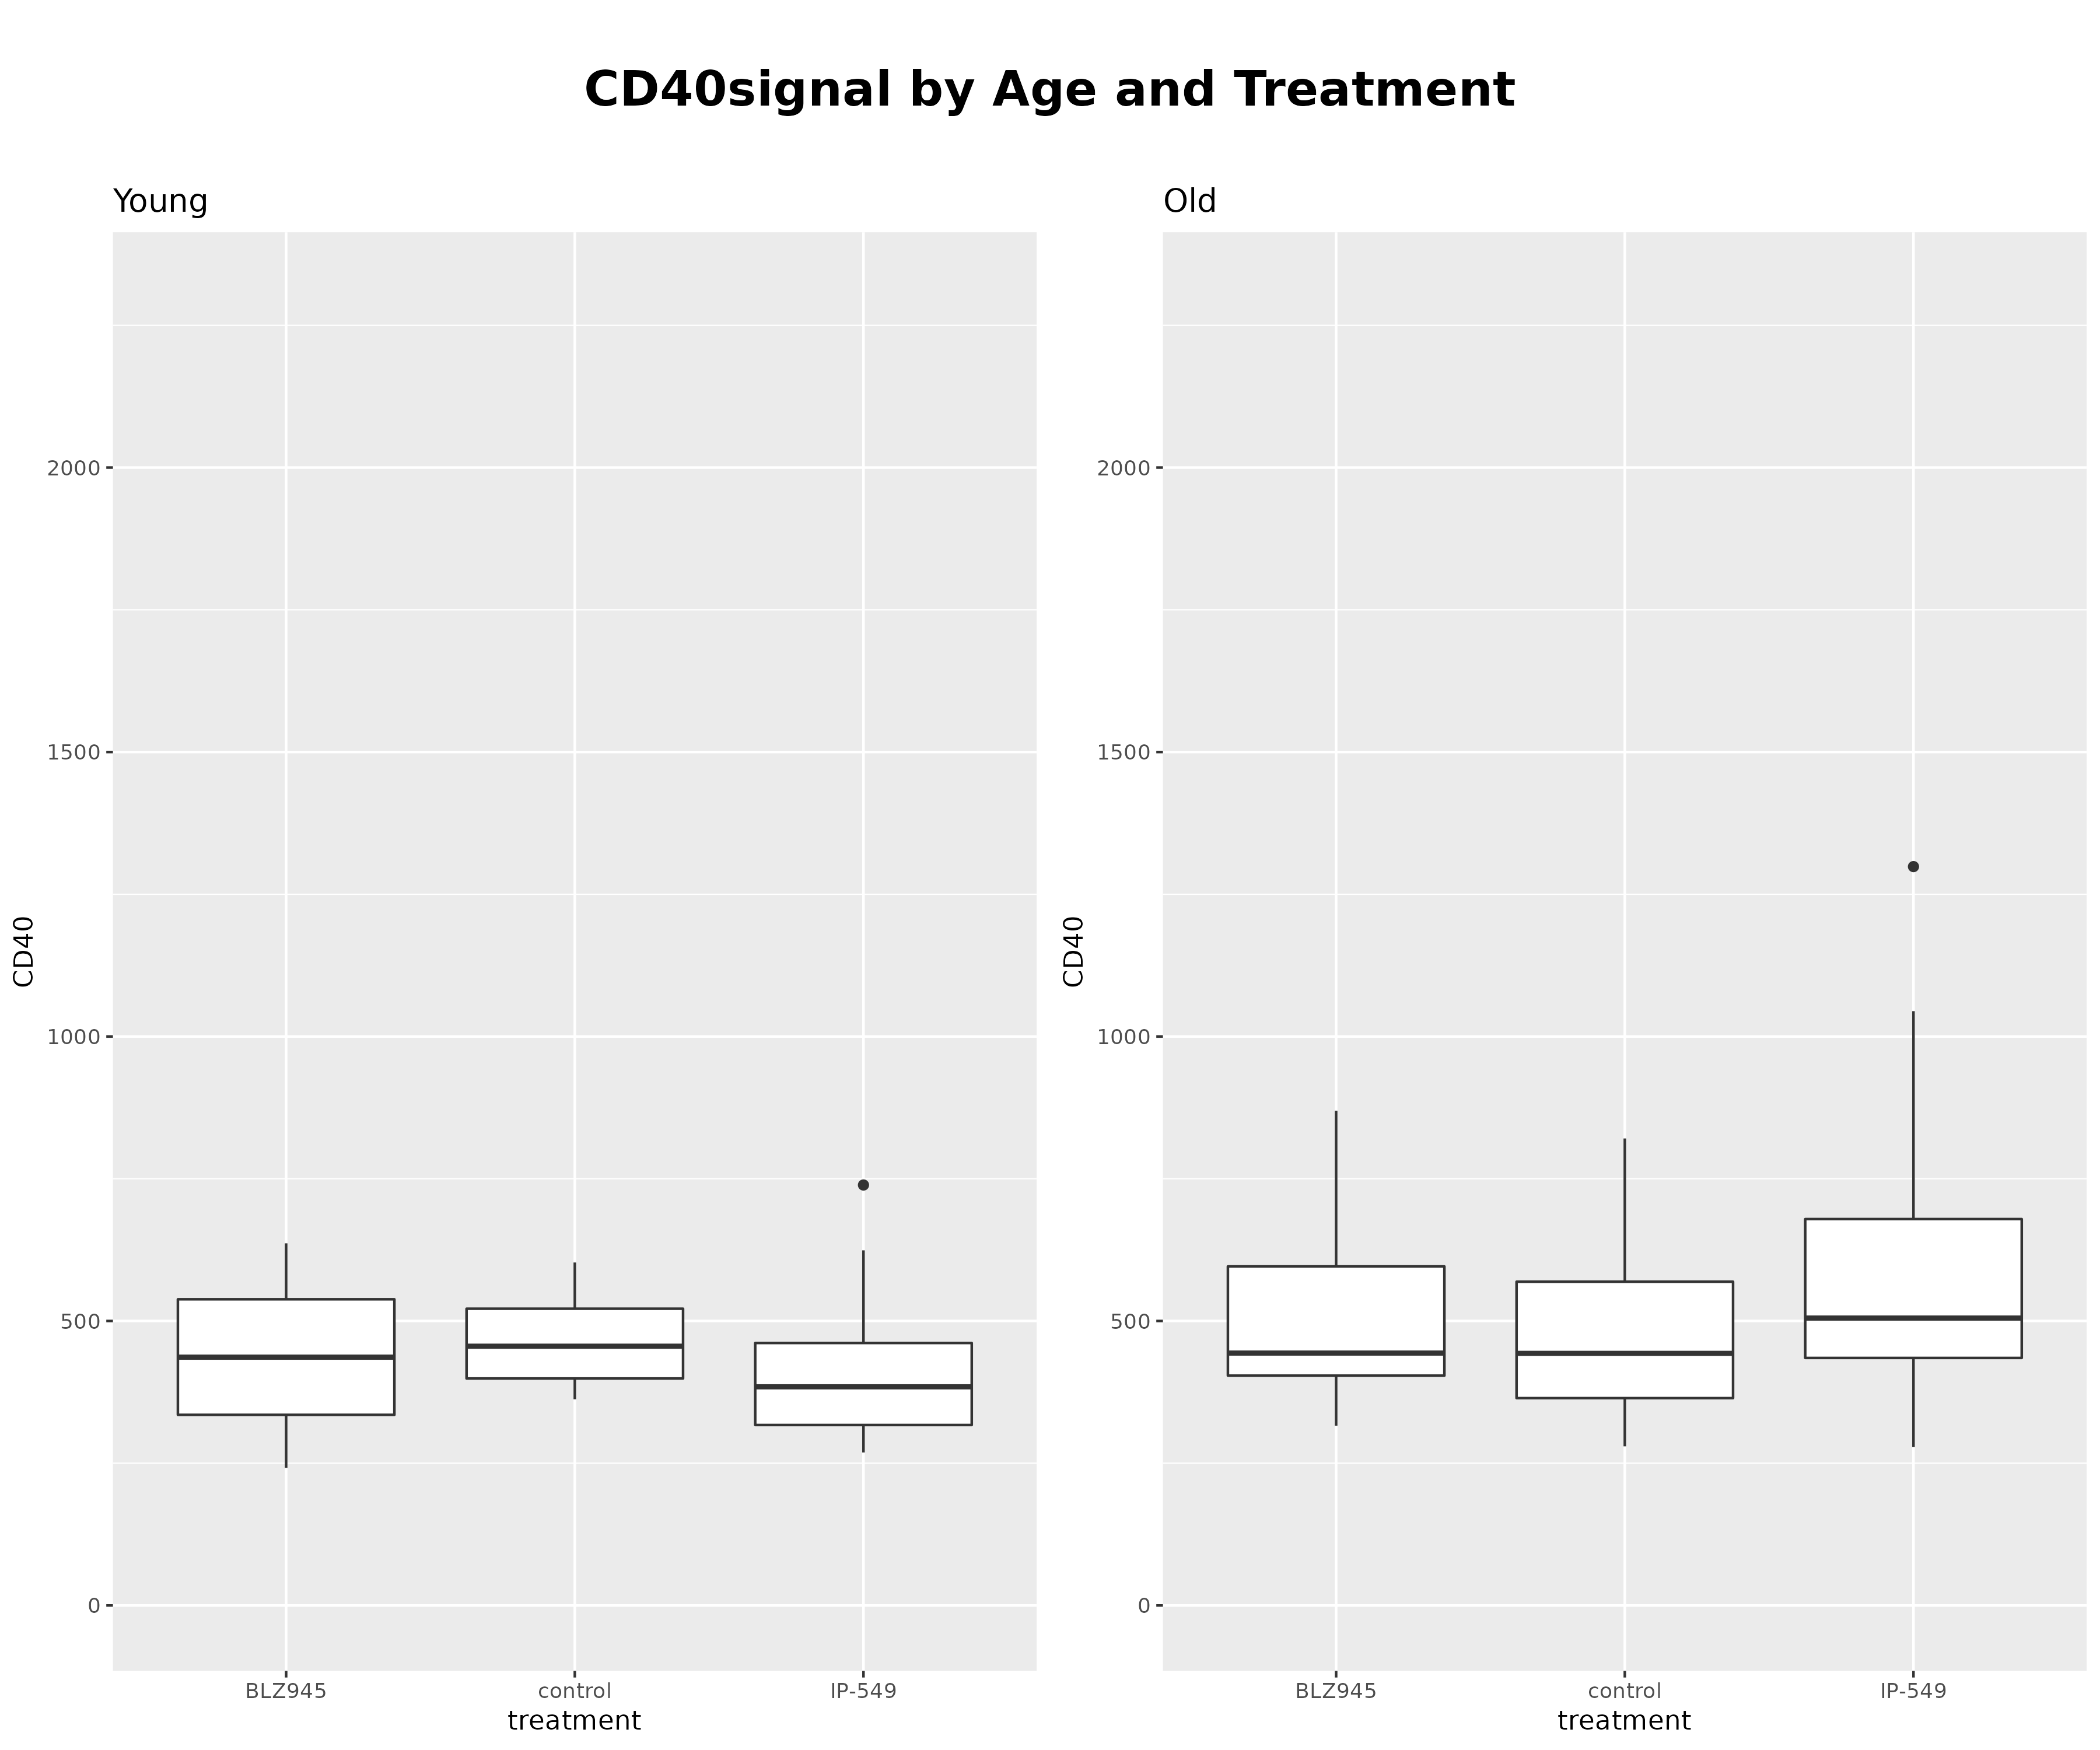 CD40signal by Age and Treatment
Young
2000
1500
1000
500
0
CD40
BLZ945 control IP-549
treatment
Old
2000
1500
1000
500
0
CD40
BLZ945 control IP-549
treatment